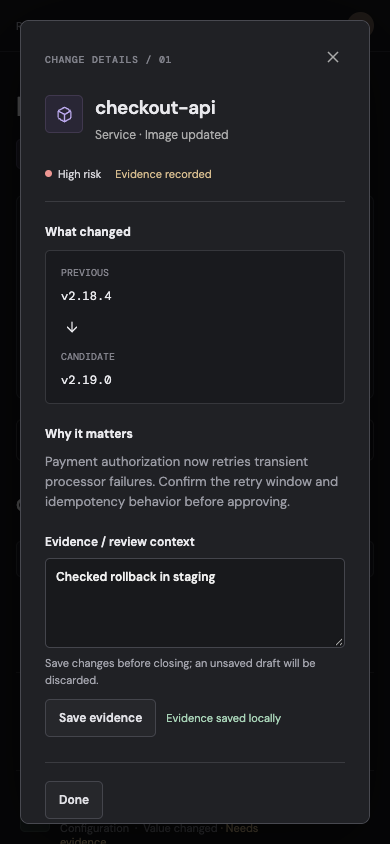 CHANGE DETAILS / 01
checkout-api
Service · Image updated
High risk Evidence recorded
What changed
PREVIOUS
v2.18.4
CANDIDATE
v2.19.0
Why it matters
Payment authorization now retries transient
processor failures. Confirm the retry window and
idempotency behavior before approving.
Evidence / review context
Checked rollback in staging
Save changes before closing; an unsaved draft will be
discarded.
Save evidence Evidence saved locally
Done
Configuration · Value changed · Needs
evidence